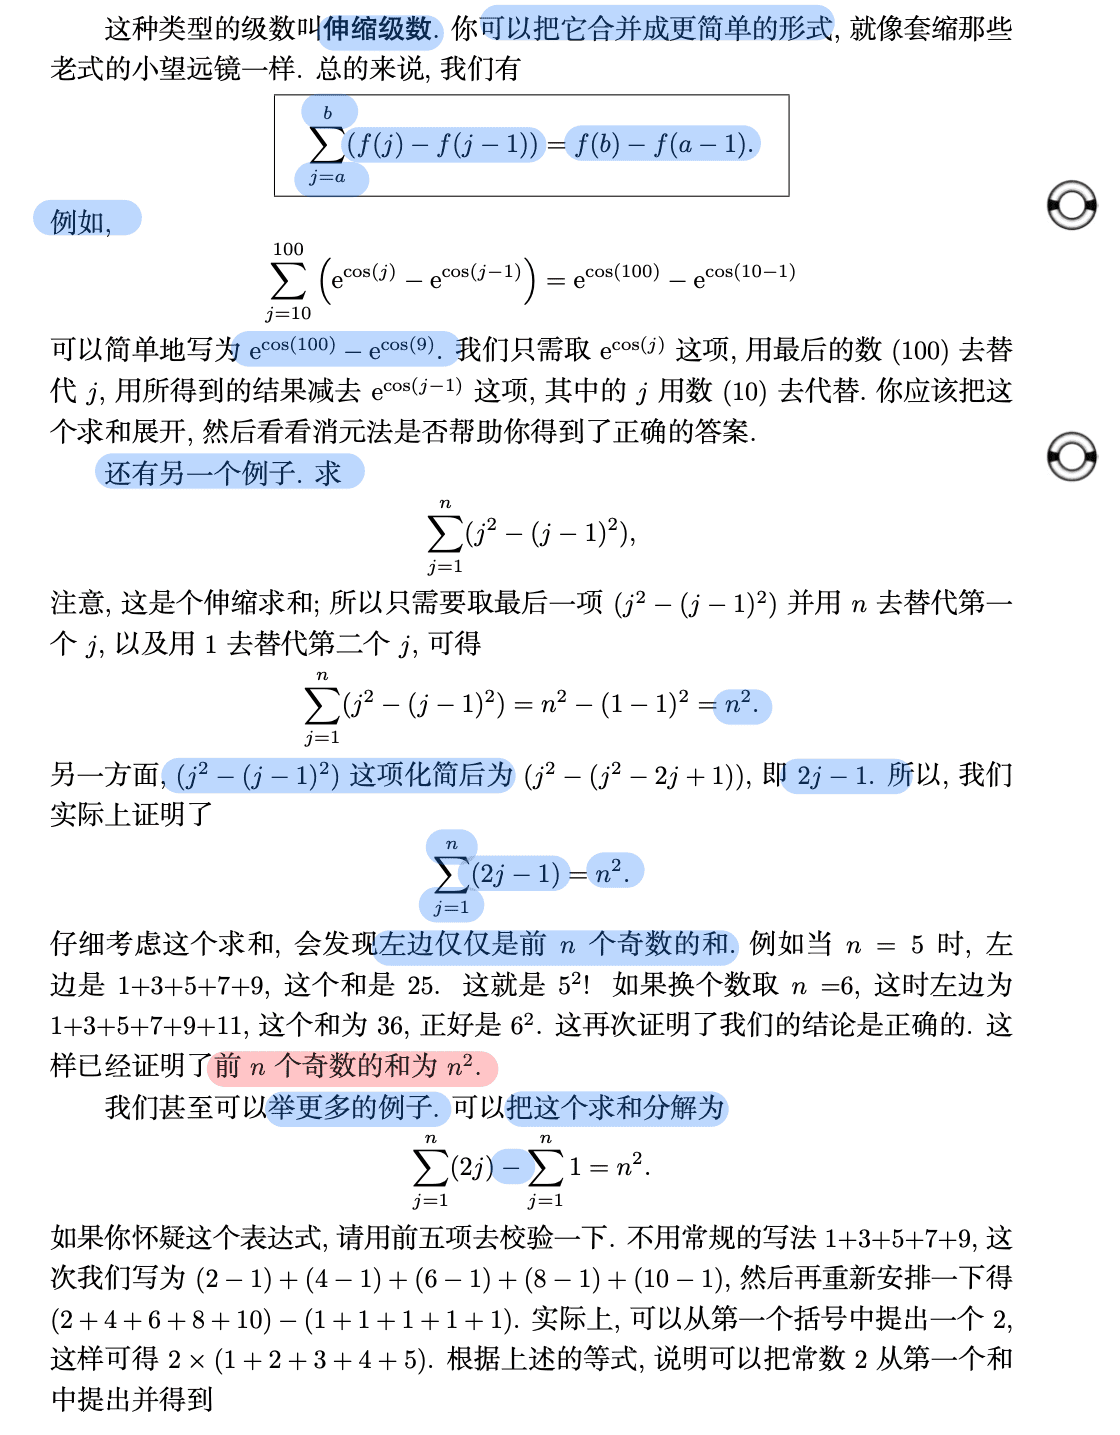 这种类型的级数叫伸缩级数. 你可以把它合并成更简单的形式, 就像套缩那些
老式的小望远镜一样. 总的来说, 我们有
$$\sum_{j=a}^{b}(f(j)-f(j-1))=f(b)-f(a-1).$$
例如,
$$\sum_{j=10}^{100}\left(\mathrm{e}^{\cos(j)}-\mathrm{e}^{\cos(j-1)}\right)=\mathrm{e}^{\cos(100)}-\mathrm{e}^{\cos(10-1)}$$
可以简单地写为 $\mathrm{e}^{\cos(100)}-\mathrm{e}^{\cos(9)}$. 我们只需取 $\mathrm{e}^{\cos(j)}$ 这项, 用最后的数 (100) 去替
代 $j$, 用所得到的结果减去 $\mathrm{e}^{\cos(j-1)}$ 这项, 其中的 $j$ 用数 (10) 去代替. 你应该把这
个求和展开, 然后看看消元法是否帮助你得到了正确的答案.
还有另一个例子. 求
$$\sum_{j=1}^{n}(j^2-(j-1)^2),$$
注意, 这是个伸缩求和; 所以只需要取最后一项 $(j^2-(j-1)^2)$ 并用 $n$ 去替代第一
个 $j$, 以及用 1 去替代第二个 $j$, 可得
$$\sum_{j=1}^{n}(j^2-(j-1)^2)=n^2-(1-1)^2=n^2.$$
另一方面, $(j^2-(j-1)^2)$ 这项化简后为 $(j^2-(j^2-2j+1))$, 即 $2j-1$. 所以, 我们
实际上证明了
$$\sum_{j=1}^{n}(2j-1)=n^2.$$
仔细考虑这个求和, 会发现左边仅仅是前 $n$ 个奇数的和. 例如当 $n=5$ 时, 左
边是 1+3+5+7+9, 这个和是 25. 这就是 $5^2$! 如果换个数取 $n=6$, 这时左边为
1+3+5+7+9+11, 这个和为 36, 正好是 $6^2$. 这再次证明了我们的结论是正确的. 这
样已经证明了前 $n$ 个奇数的和为 $n^2$.
我们甚至可以举更多的例子. 可以把这个求和分解为
$$\sum_{j=1}^{n}(2j)-\sum_{j=1}^{n}1=n^2.$$
如果你怀疑这个表达式, 请用前五项去校验一下. 不用常规的写法 1+3+5+7+9, 这
次我们写为 $(2-1)+(4-1)+(6-1)+(8-1)+(10-1)$, 然后再重新安排一下得
$(2+4+6+8+10)-(1+1+1+1+1)$. 实际上, 可以从第一个括号中提出一个 2,
这样可得 $2\times(1+2+3+4+5)$. 根据上述的等式, 说明可以把常数 2 从第一个和
中提出并得到